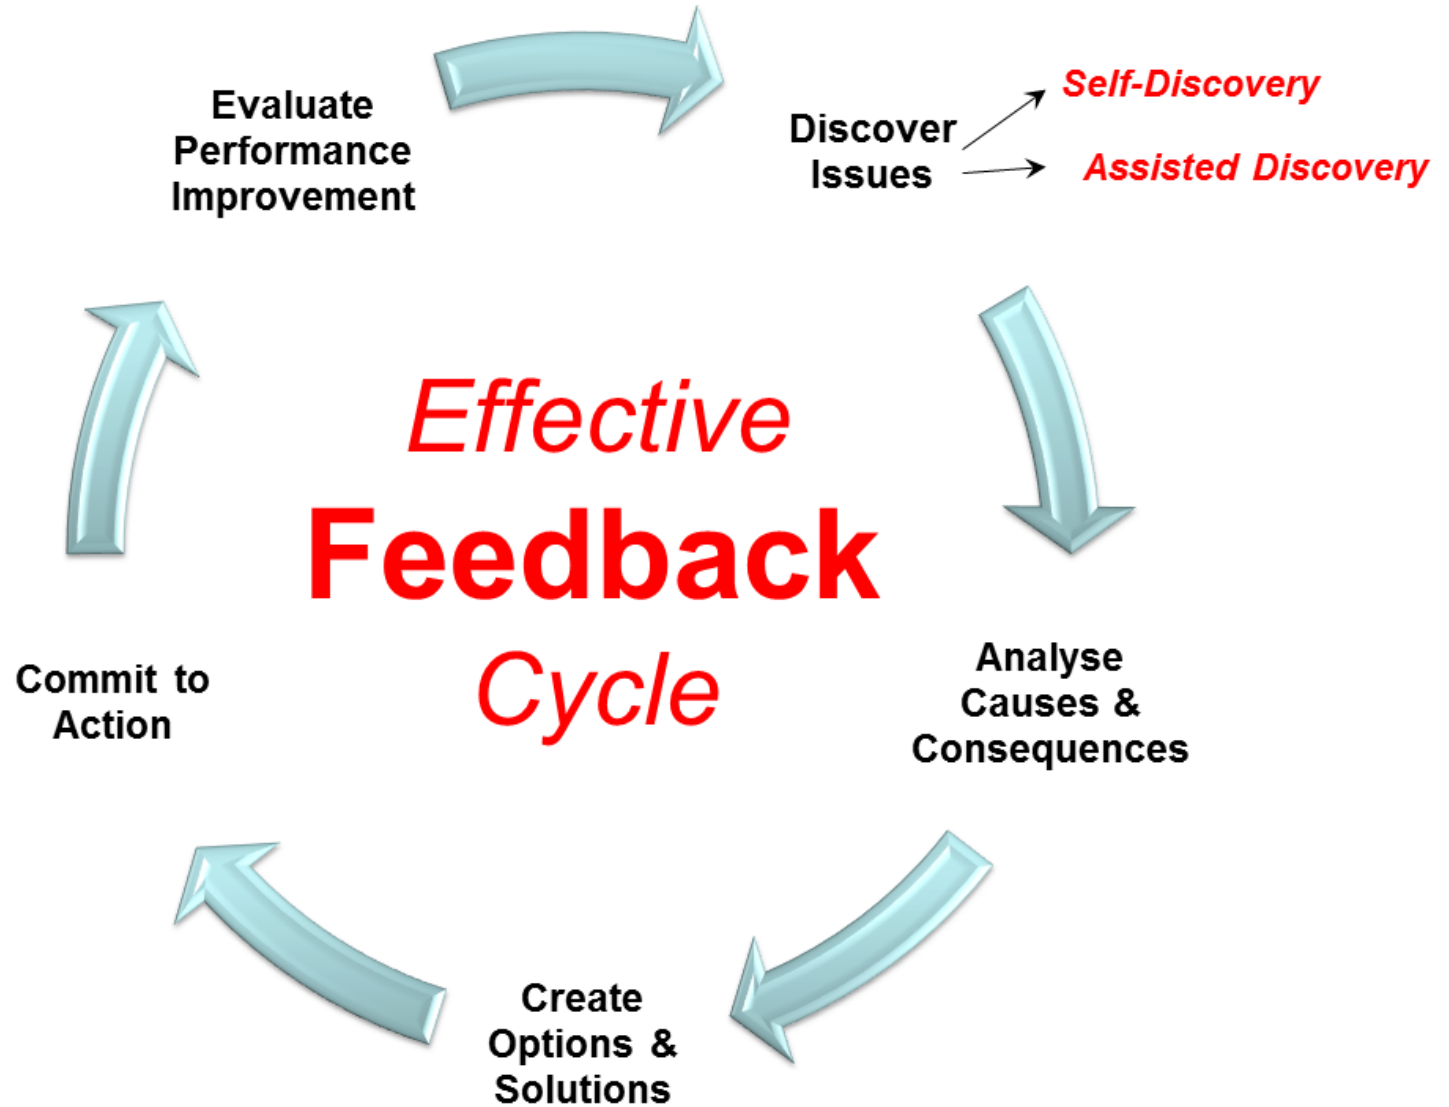 Evaluate
Performance
Improvement
Discover
Issues
Self-Discovery
Assisted Discovery
Effective
Feedback
Cycle
Analyse
Causes &
Consequences
Create
Options &
Solutions
Commit to
Action